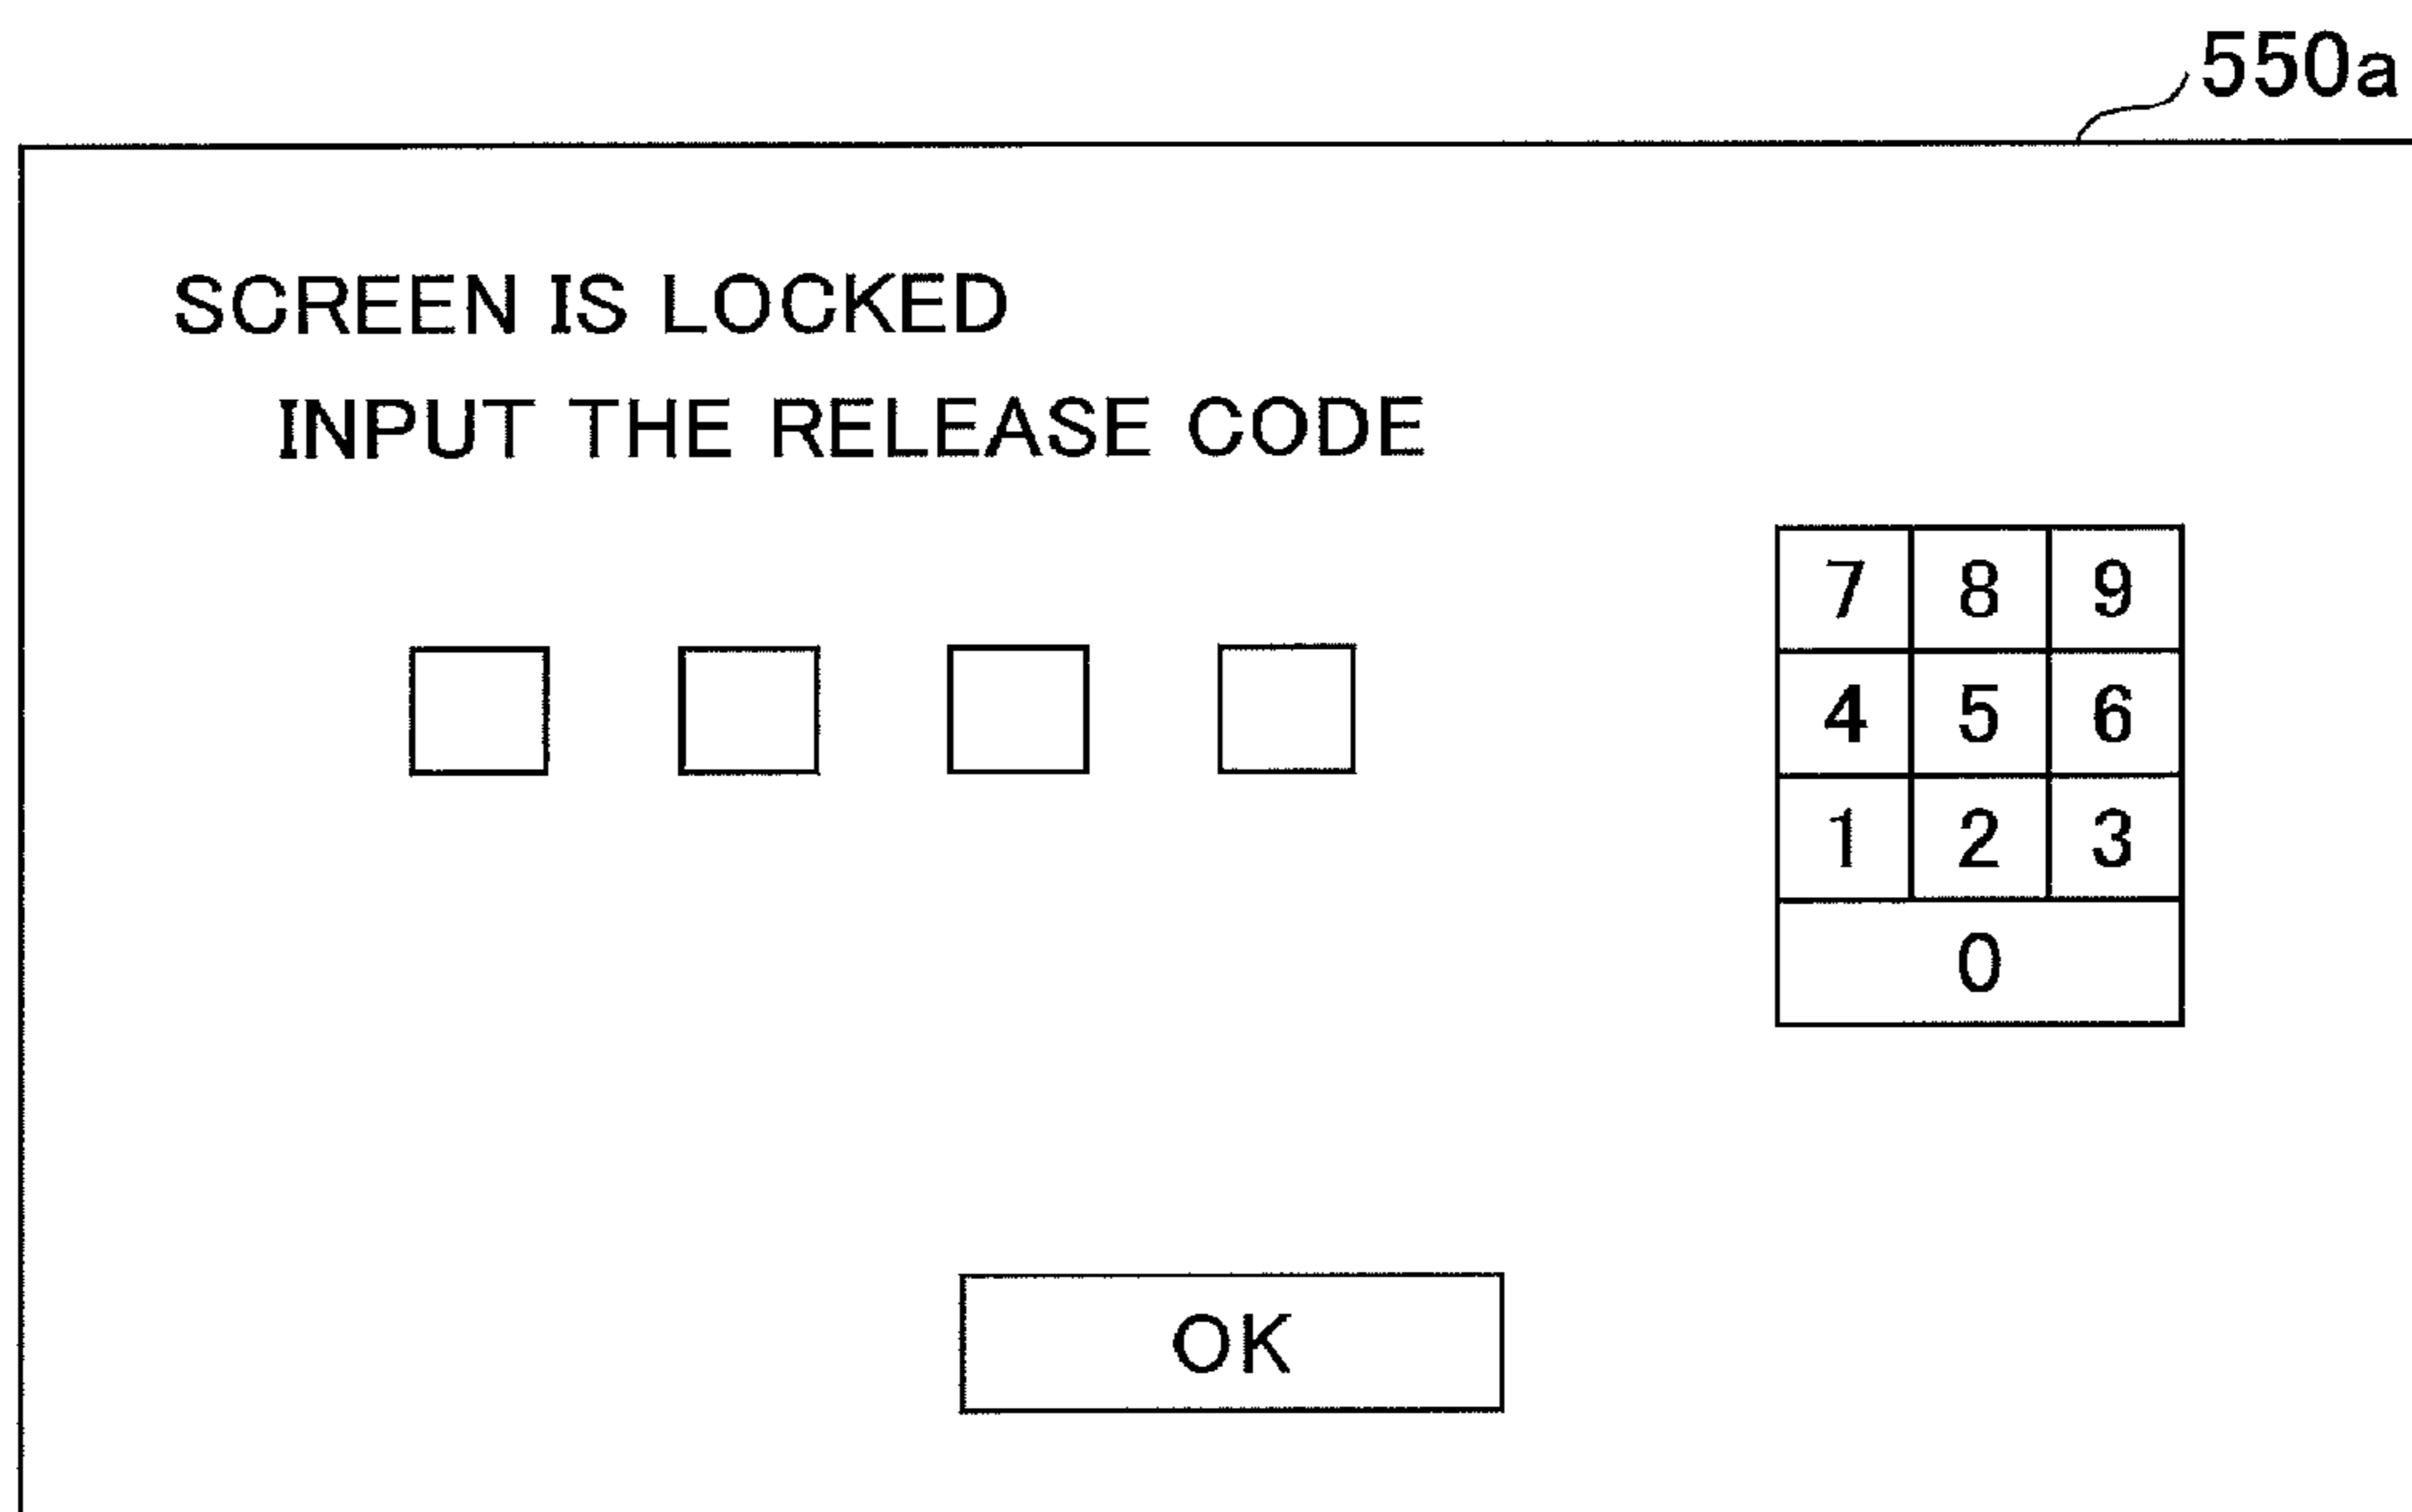 550a
SCREEN IS LOCKED
INPUT THE RELEASE CODE
7 8 9
4 5 6
1 2 3
0
OK